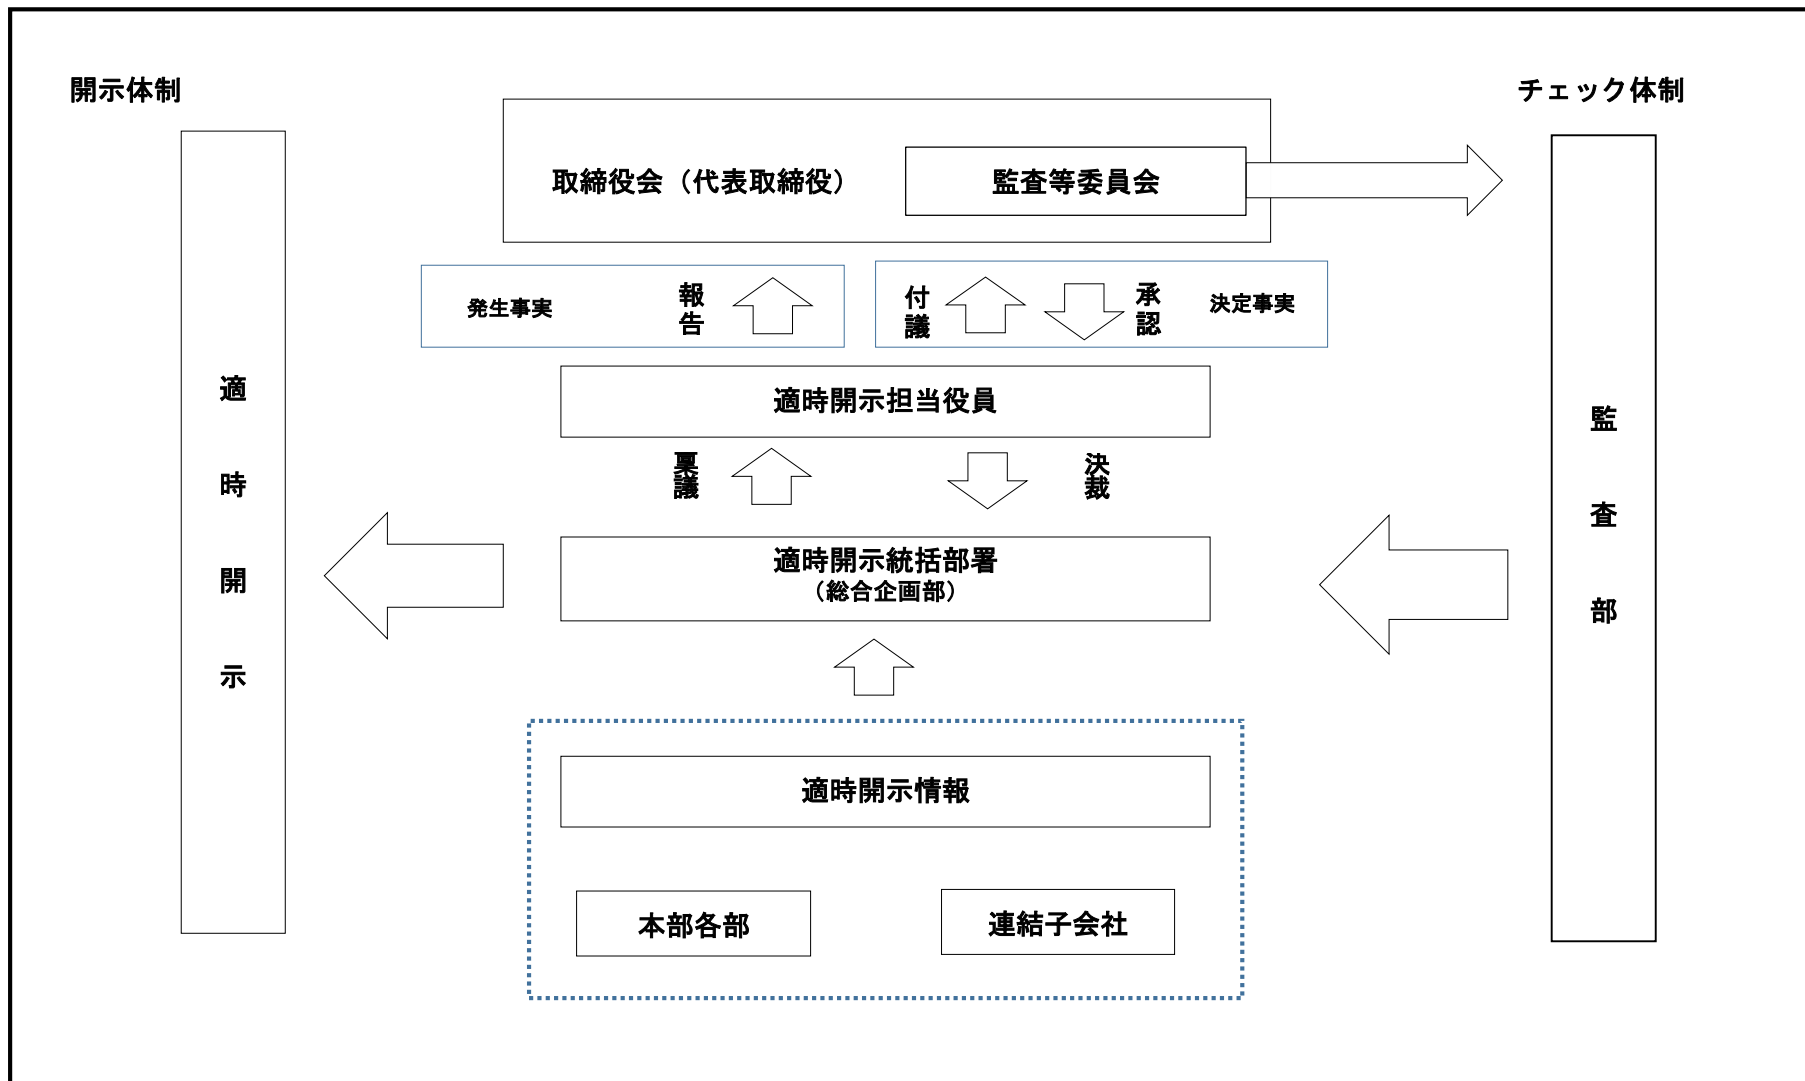 開示体制
チェック体制
取締役会（代表取締役）
監査等委員会
発生事実
報告
付議
承認
決定事実
適時開示担当役員
稟議
決裁
適時開示統括部署
（総合企画部）
適時開示情報
本部各部
連結子会社
適時開示
監査部